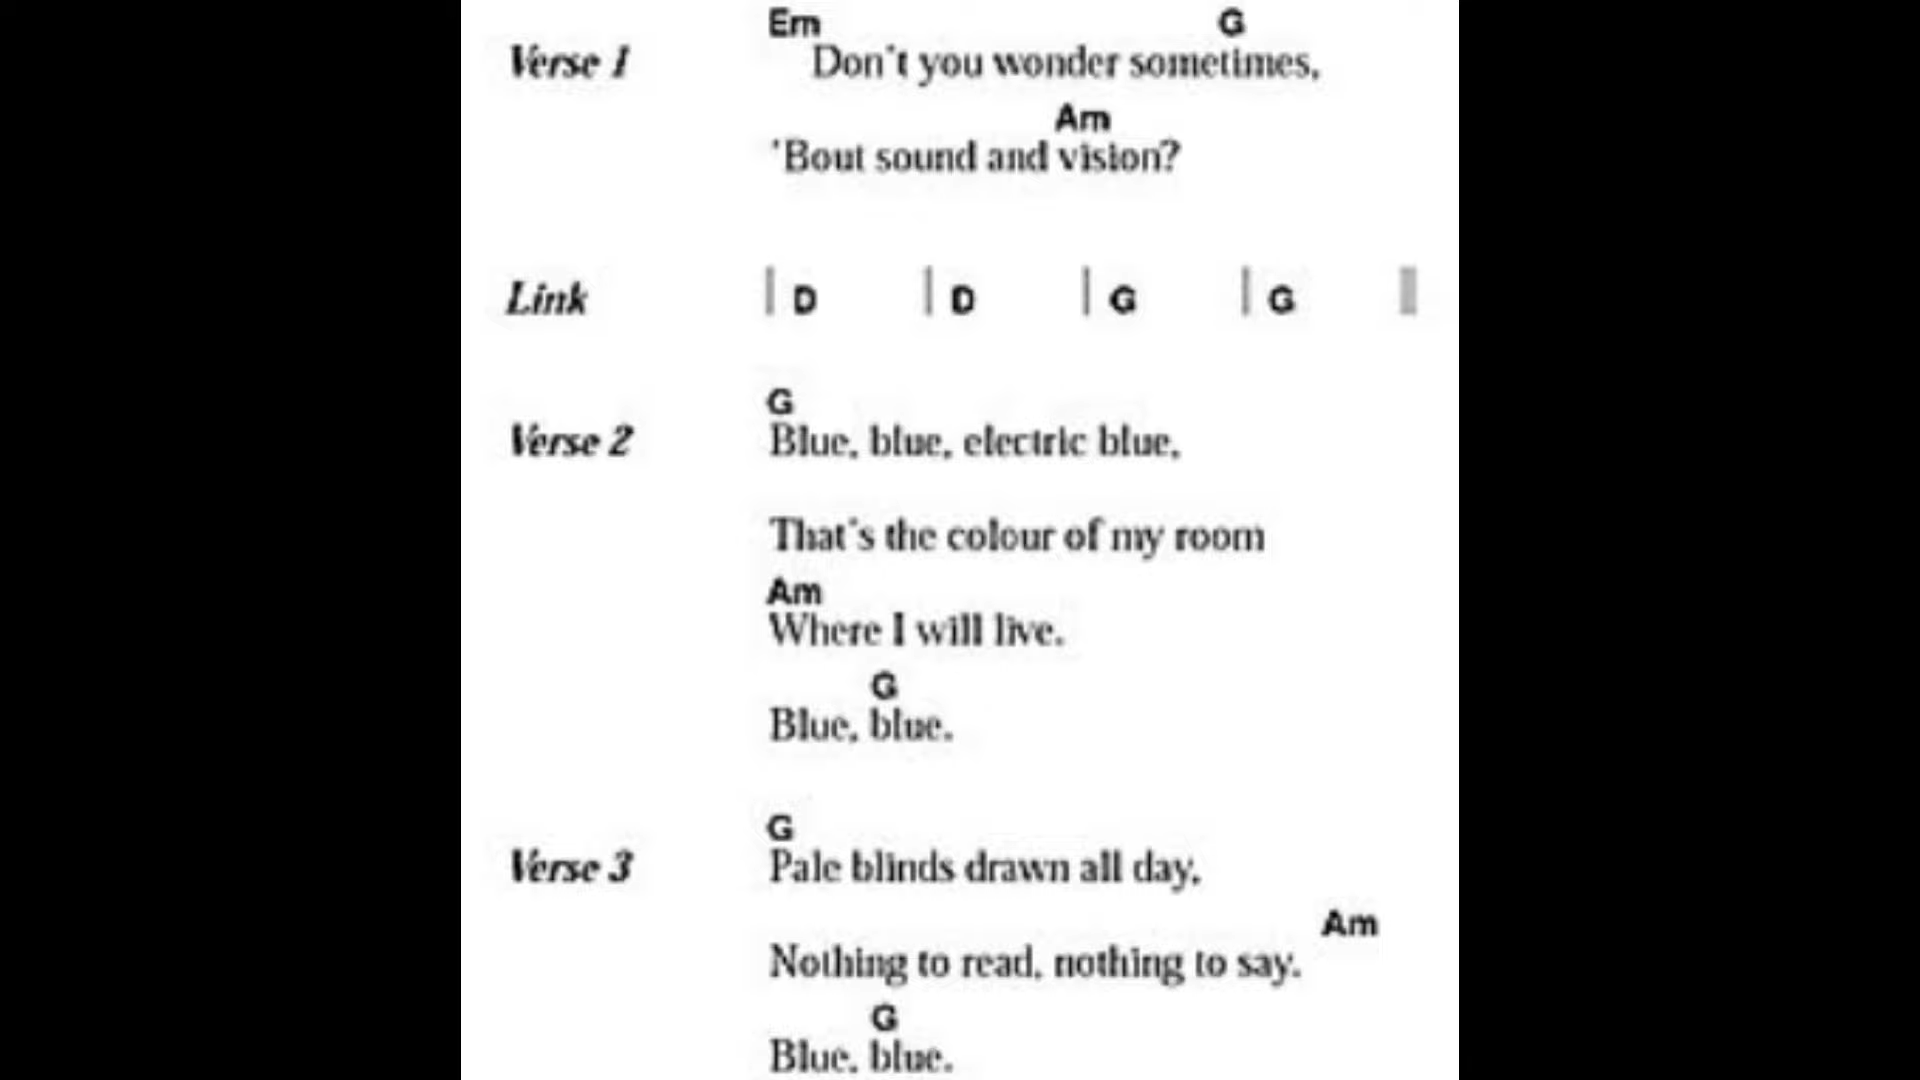 Em G
Verse 1 Don't you wonder sometimes,
Am
'Bout sound and vision?
Link | D | D | G | G ||
G
Verse 2 Blue, blue, electric blue,
That's the colour of my room
Am
Where I will live.
G
Blue, blue.
G
Verse 3 Pale blinds drawn all day,
Am
Nothing to read, nothing to say.
G
Blue, blue.